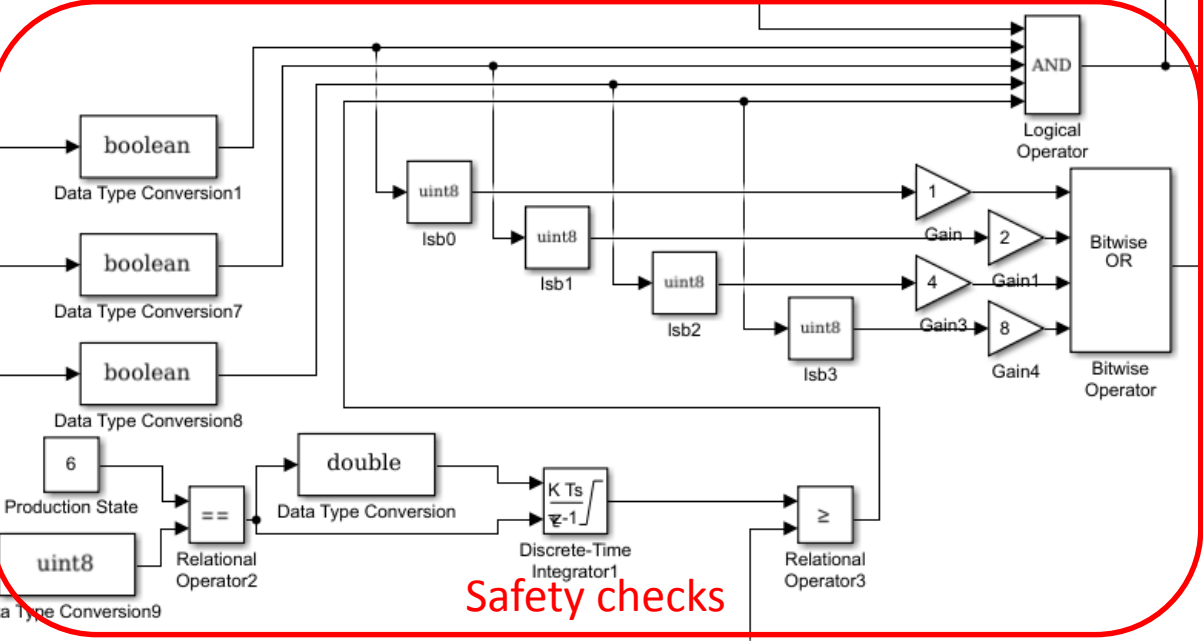 AND
Logical
Operator
boolean
Data Type Conversion1
uint8
lsb0
1
Gain
uint8
lsb1
2
Gain1
Bitwise
OR
boolean
Data Type Conversion7
uint8
lsb2
4
Gain3
uint8
lsb3
8
Gain4
Bitwise
Operator
boolean
Data Type Conversion8
6
Production State
==
Relational
Operator2
double
Data Type Conversion
K Ts
z-1
Discrete-Time
Integrator1
≥
Relational
Operator3
uint8
a Type Conversion9
Safety checks